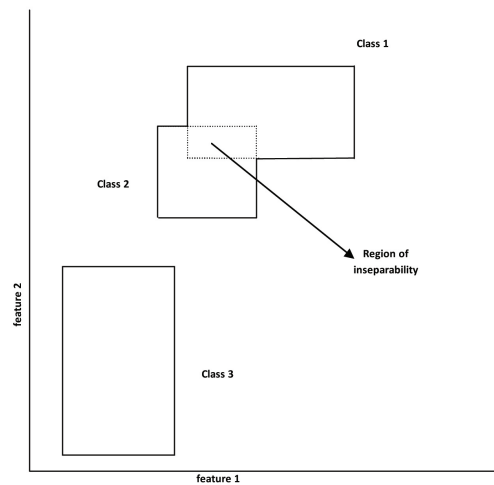 Class 1
Class 2
Region of
inseparability
feature 2
Class 3
feature 1